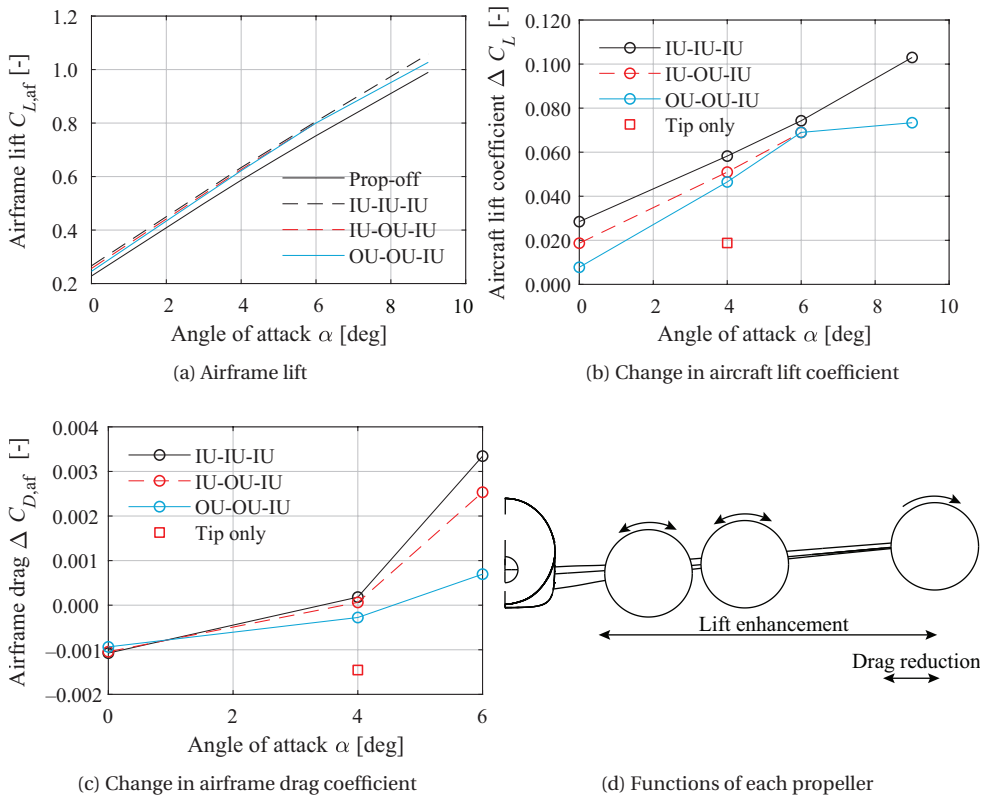 Airframe lift C_L,af [-]
1.2
1.0
0.8
0.6
0.4
0.2
Prop-off
IU-IU-IU
IU-OU-IU
OU-OU-IU
0 2 4 6 8 10
Angle of attack α [deg]
(a) Airframe lift
Aircraft lift coefficient Δ C_L [-]
0.120
0.100
0.080
0.060
0.040
0.020
0.000
IU-IU-IU
IU-OU-IU
OU-OU-IU
Tip only
0 2 4 6 8 10
Angle of attack α [deg]
(b) Change in aircraft lift coefficient
Airframe drag Δ C_D,af [-]
0.004
0.003
0.002
0.001
0.000
−0.001
−0.002
IU-IU-IU
IU-OU-IU
OU-OU-IU
Tip only
0 2 4 6
Angle of attack α [deg]
(c) Change in airframe drag coefficient
Lift enhancement
Drag reduction
(d) Functions of each propeller